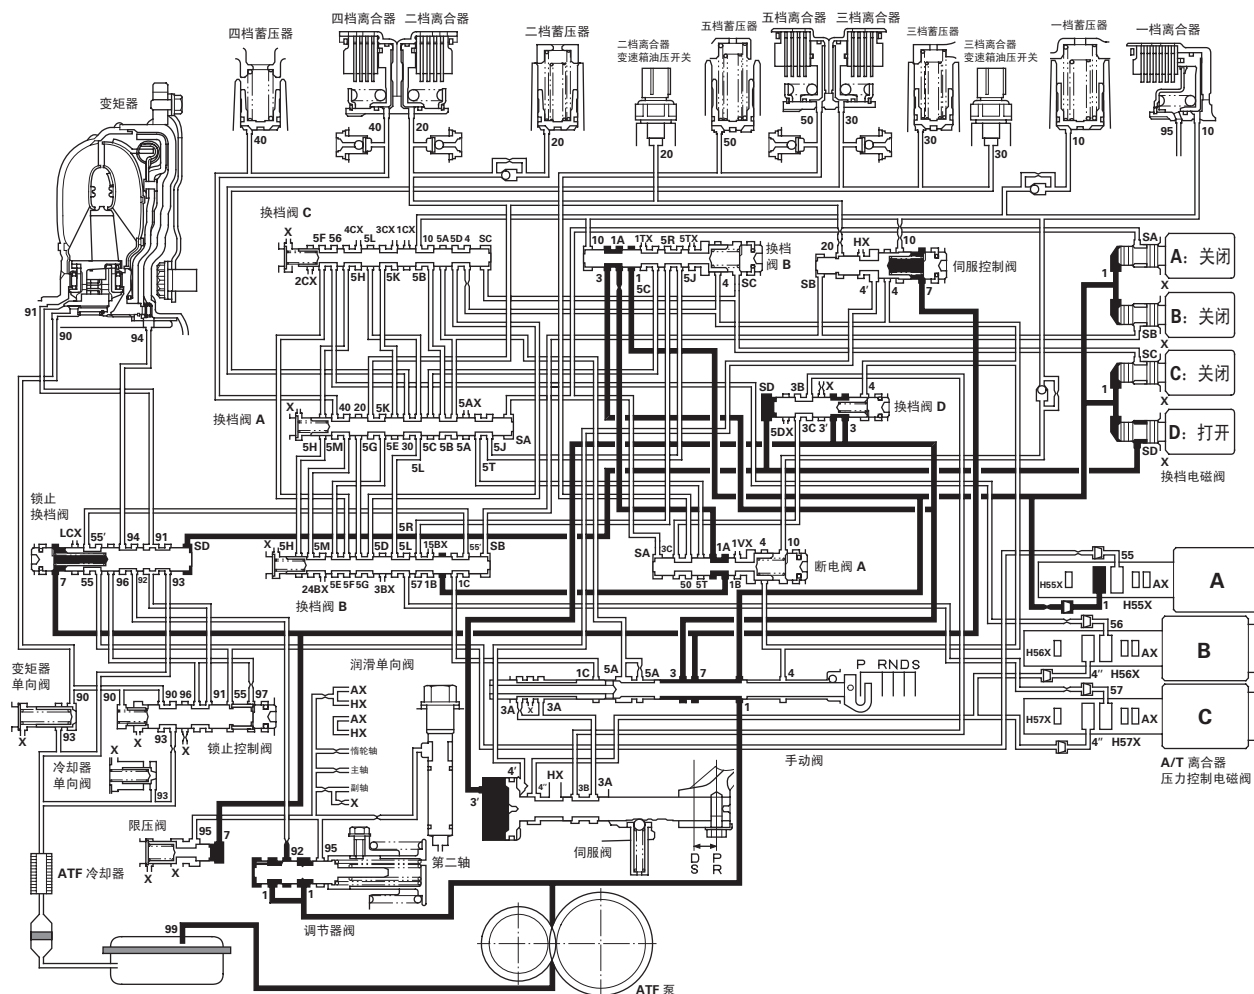 四档蓄压器
四档离合器 二档离合器
二档蓄压器
二档离合器
变速箱油压开关
五档蓄压器
五档离合器 三档离合器
三档蓄压器
三档离合器
变速箱油压开关
一档蓄压器
一档离合器
变矩器
40
40 20
20
20
50
50 30
30
30
10
95 10
换档阀 C
X 5F 56 4CX 5L 3CX 1CX 10 5A 5D 4 SC
2CX 5H 5K 5B
10 1A 1TX 5R 5TX
换档
阀 B
3 1 5C 5J 4 SC
20 HX 10
伺服控制阀
SB 4′ 4 7
SA
A: 关闭
1 X
B: 关闭
SB
X
SC
C: 关闭
1 X
D: 打开
SD
X
换档电磁阀
91
90 94
换档阀 A
X 40 20 5K 5AX
SA
5H 5M 5G 5E 30 5C 5B 5A 5J
5L 5T
SD 3B X 4
换档阀 D
5DX 3C 3′ 3
锁止
换档阀
LCX 55′ 94 91 SD
7 55 96 92 93
5R
X 5H 5M 5D 5L 15BX 55′ SB
24BX 5E 5F 5G 3BX 57 1B 1C
换档阀 B
SA 3C 1A 1VX 4 10
断电阀 A
50 5T 1B
55
H55X AX
1 H55X
A
56
H56X AX
4″ H56X
B
57
H57X AX
4″ H57X
C
A/T 离合器
压力控制电磁阀
变矩器
单向阀
90 90 90 96 91 55 97
X 93 X 93 X
锁止控制阀
冷却器
单向阀
X
X 93
润滑单向阀
AX
HX
AX
HX
惰轮轴
主轴
副轴
X
1C 5A 5A 3 7 4
P RNDS
3A X 3A 1
手动阀
4′ 4″ HX 3B 3A
3′
伺服阀
D P
S R
限压阀
95 7
X X
92 95
1 1
第二轴
调节器阀
ATF 冷却器
99
ATF 泵